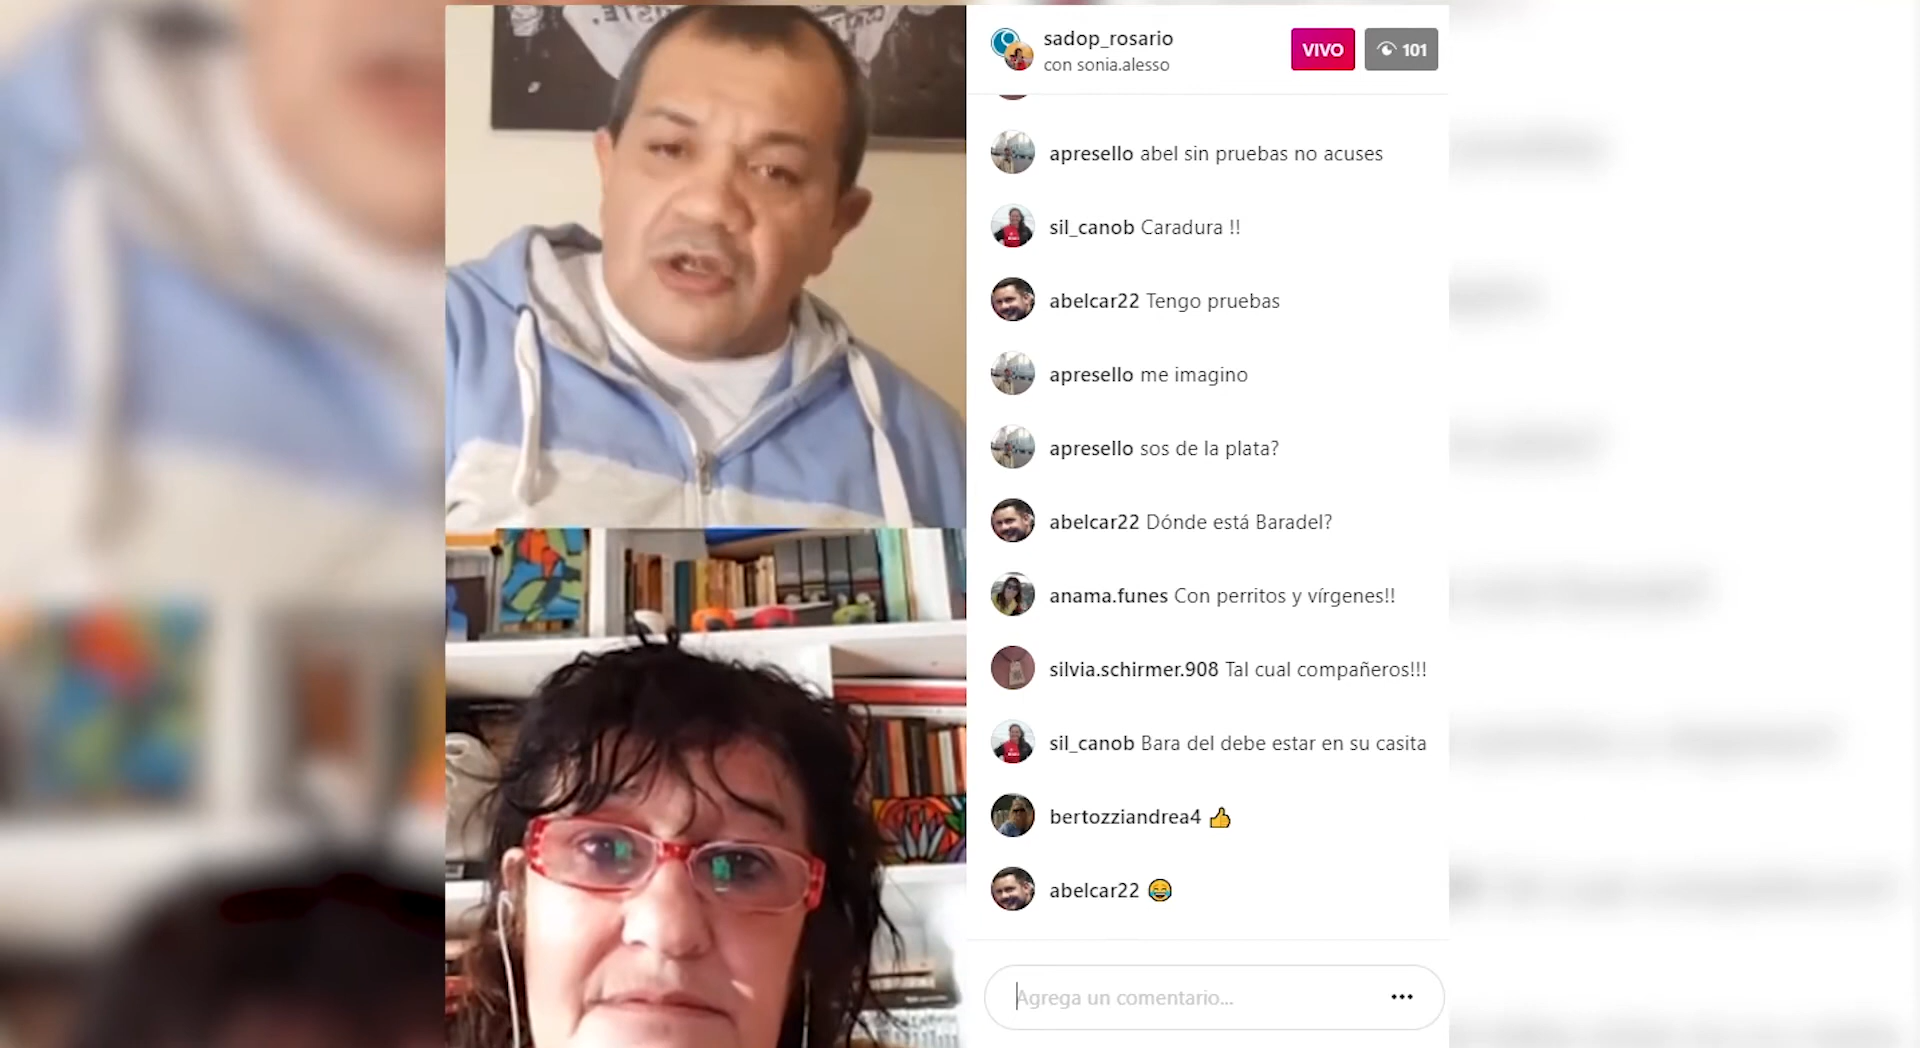 sadop_rosario
con sonia.alesso
VIVO
101
apresello abel sin pruebas no acuses
sil_canob Caradura !!
abelcar22 Tengo pruebas
apresello me imagino
apresello sos de la plata?
abelcar22 Dónde está Baradel?
anama.funes Con perritos y vírgenes!!
silvia.schirmer.908 Tal cual compañeros!!!
sil_canob Bara del debe estar en su casita
bertozziandrea4 👍
abelcar22 😂
Agrega un comentario...